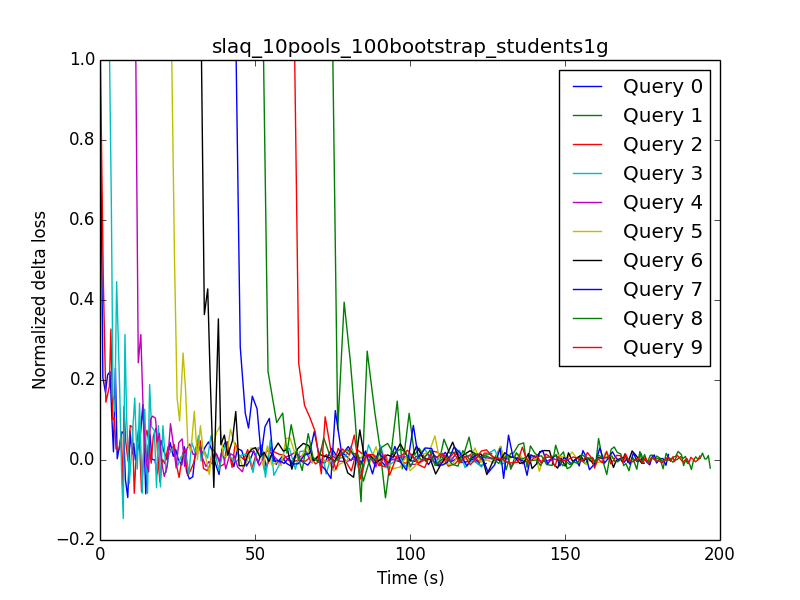 slaq_10pools_100bootstrap_students1g
1.0
0.8
0.6
0.4
0.2
0.0
−0.2
Normalized delta loss
0
50
100
150
200
Time (s)
Query 0
Query 1
Query 2
Query 3
Query 4
Query 5
Query 6
Query 7
Query 8
Query 9